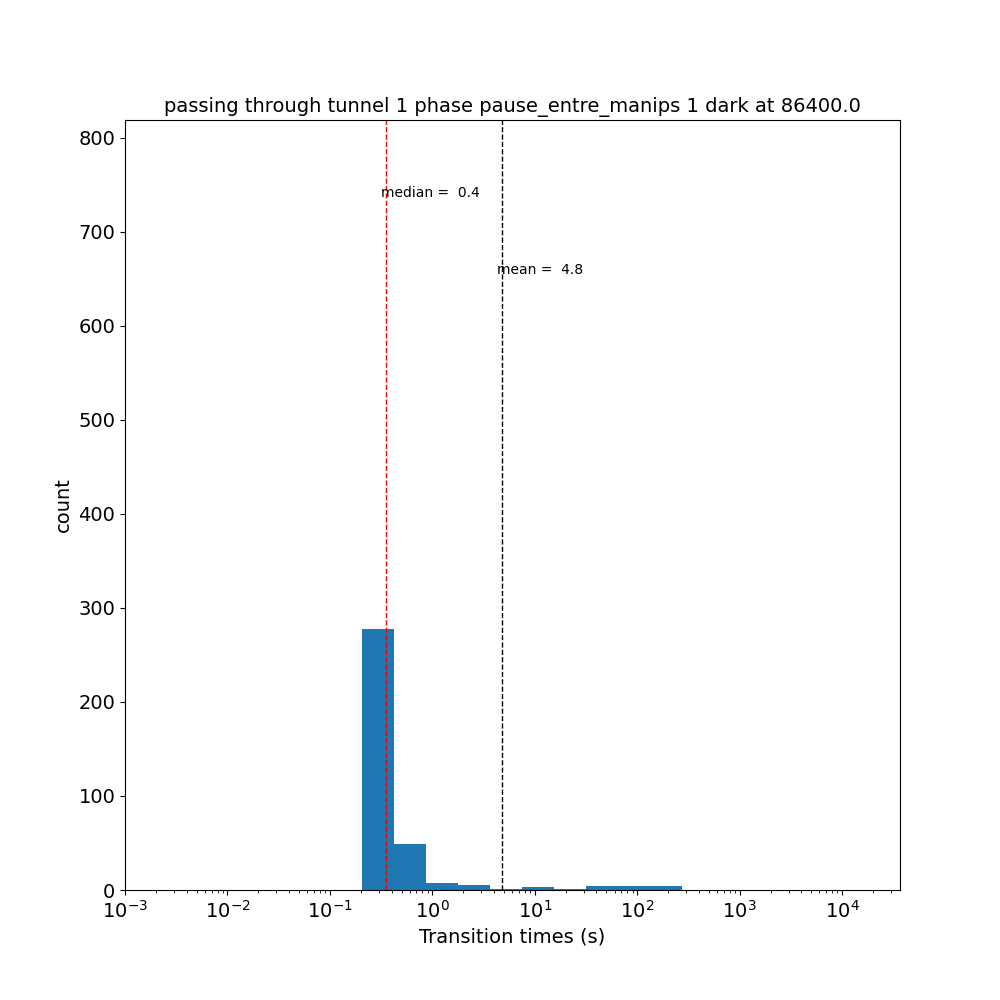 passing through tunnel 1 phase pause_entre_manips 1 dark at 86400.0
800
median =  0.4
700
mean =  4.8
600
500
400
count
300
200
100
0
10⁻³ 10⁻² 10⁻¹ 10⁰ 10¹ 10² 10³ 10⁴
Transition times (s)